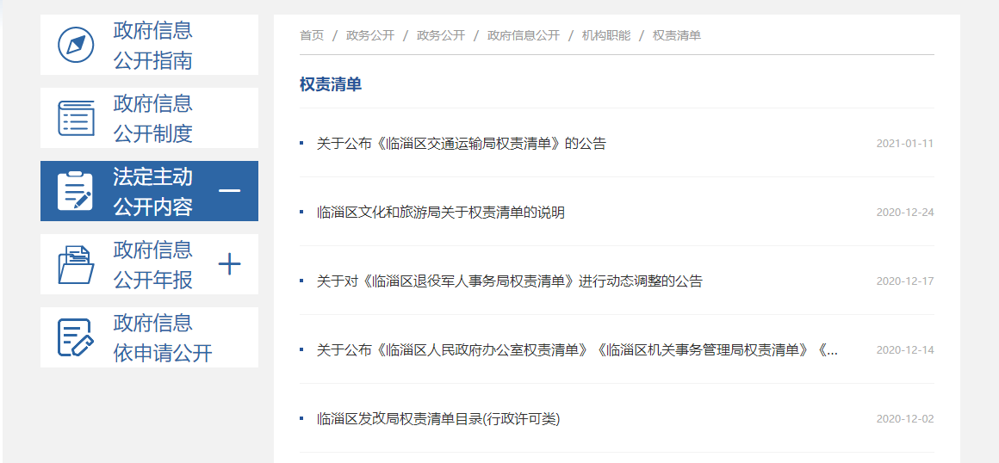 政府信息
公开指南
政府信息
公开制度
法定主动
公开内容
政府信息
公开年报
政府信息
依申请公开
首页 / 政务公开 / 政务公开 / 政府信息公开 / 机构职能 / 权责清单
权责清单
关于公布《临淄区交通运输局权责清单》的公告 2021-01-11
临淄区文化和旅游局关于权责清单的说明 2020-12-24
关于对《临淄区退役军人事务局权责清单》进行动态调整的公告 2020-12-17
关于公布《临淄区人民政府办公室权责清单》《临淄区机关事务管理局权责清单》《... 2020-12-14
临淄区发改局权责清单目录(行政许可类) 2020-12-02